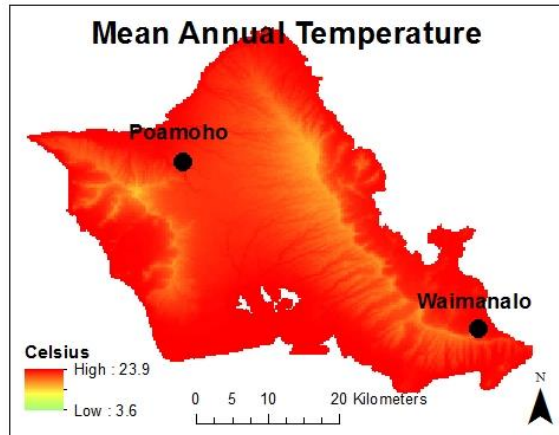 Mean Annual Temperature
Poamoho
Waimanalo
Celsius
High : 23.9
Low : 3.6
0 5 10 20 Kilometers
N